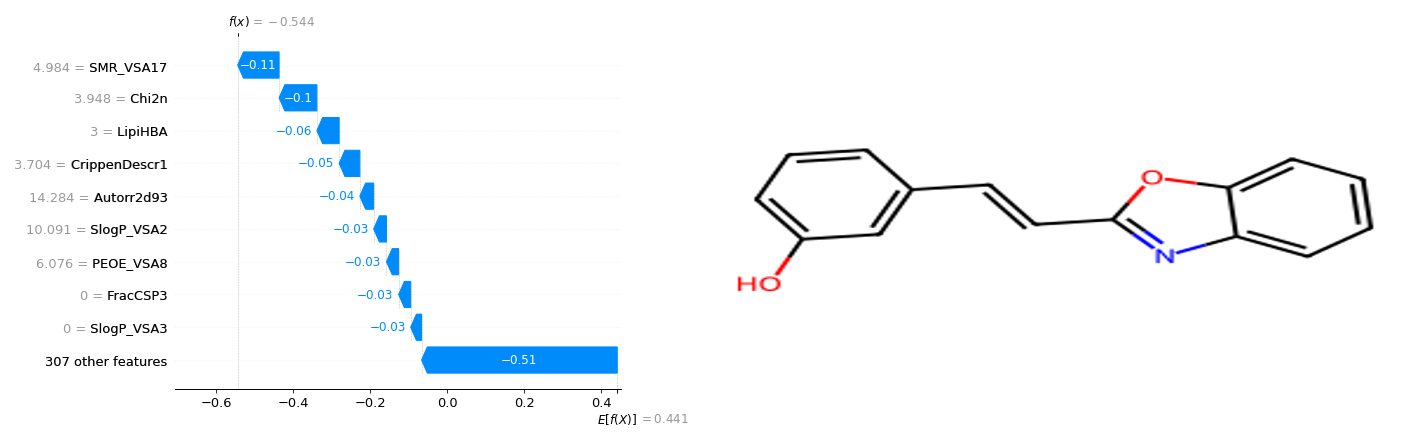 f(x) = −0.544
4.984 = SMR_VSA17
−0.11
3.948 = Chi2n
−0.1
3 = LipiHBA
−0.06
3.704 = CrippenDescr1
−0.05
14.284 = Autorr2d93
−0.04
10.091 = SlogP_VSA2
−0.03
6.076 = PEOE_VSA8
−0.03
0 = FracCSP3
−0.03
0 = SlogP_VSA3
−0.03
307 other features
−0.51
−0.6 −0.4 −0.2 0.0 0.2 0.4
E[f(X)] = 0.441
O
N
HO